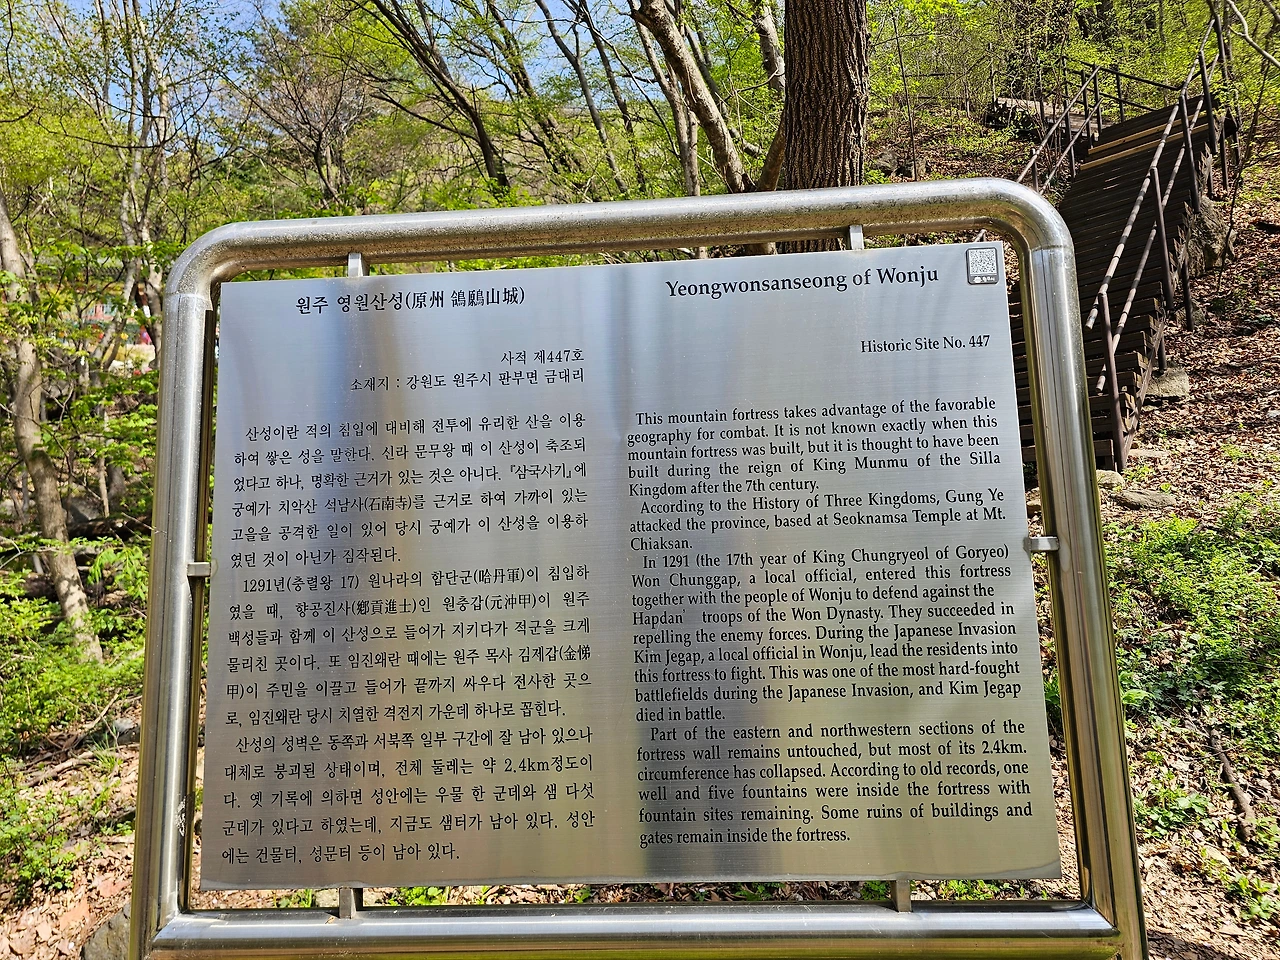 원주 영원산성(原州 鴒鶢山城)
사적 제447호
소재지 : 강원도 원주시 판부면 금대리
산성이란 적의 침입에 대비해 전투에 유리한 산을 이용
하여 쌓은 성을 말한다. 신라 문무왕 때 이 산성이 축조되
었다고 하나, 명확한 근거가 있는 것은 아니다. 『삼국사기』에
궁예가 치악산 석남사(石南寺)를 근거로 하여 가까이 있는
고을을 공격한 일이 있어 당시 궁예가 이 산성을 이용하
였던 것이 아닌가 짐작된다.
1291년(충렬왕 17) 원나라의 합단군(哈丹軍)이 침입하
였을 때, 향공진사(鄕貢進士)인 원충갑(元沖甲)이 원주
백성들과 함께 이 산성으로 들어가 지키다가 적군을 크게
물리친 곳이다. 또 임진왜란 때에는 원주 목사 김제갑(金悌
甲)이 주민을 이끌고 들어가 끝까지 싸우다 전사한 곳으
로, 임진왜란 당시 치열한 격전지 가운데 하나로 꼽힌다.
산성의 성벽은 동쪽과 서북쪽 일부 구간에 잘 남아 있으나
대체로 붕괴된 상태이며, 전체 둘레는 약 2.4km정도이
다. 옛 기록에 의하면 성안에는 우물 한 군데와 샘 다섯
군데가 있다고 하였는데, 지금도 샘터가 남아 있다. 성안
에는 건물터, 성문터 등이 남아 있다.
Yeongwonsanseong of Wonju
Historic Site No. 447
This mountain fortress takes advantage of the favorable
geography for combat. It is not known exactly when this
mountain fortress was built, but it is thought to have been
built during the reign of King Munmu of the Silla
Kingdom after the 7th century.
According to the History of Three Kingdoms, Gung Ye
attacked the province, based at Seoknamsa Temple at Mt.
Chiaksan.
In 1291 (the 17th year of King Chungryeol of Goryeo)
Won Chunggap, a local official, entered this fortress
together with the people of Wonju to defend against the
Hapdan troops of the Won Dynasty. They succeeded in
repelling the enemy forces. During the Japanese Invasion
Kim Jegap, a local official in Wonju, lead the residents into
this fortress to fight. This was one of the most hard-fought
battlefields during the Japanese Invasion, and Kim Jegap
died in battle.
Part of the eastern and northwestern sections of the
fortress wall remains untouched, but most of its 2.4km.
circumference has collapsed. According to old records, one
well and five fountains were inside the fortress with
fountain sites remaining. Some ruins of buildings and
gates remain inside the fortress.